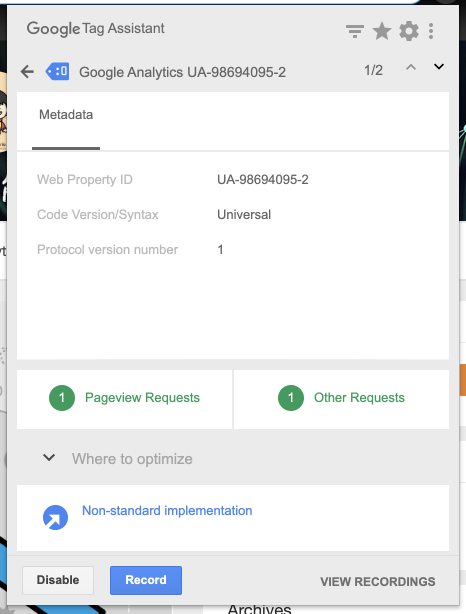 Google Tag Assistant
:0 Google Analytics UA-98694095-2 1/2
Metadata
Web Property ID UA-98694095-2
Code Version/Syntax Universal
Protocol version number 1
1 Pageview Requests 1 Other Requests
Where to optimize
Non-standard implementation
Disable Record VIEW RECORDINGS
Archives